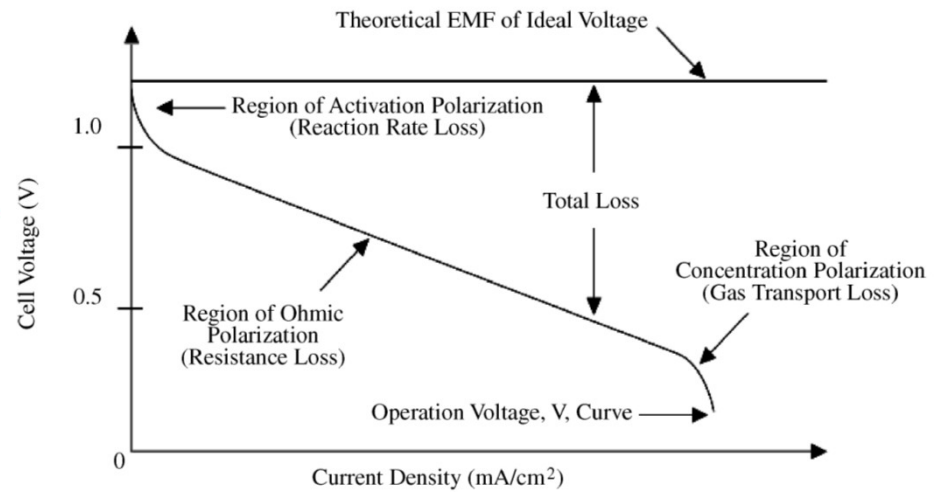 Theoretical EMF of Ideal Voltage
Region of Activation Polarization
(Reaction Rate Loss)
1.0
Total Loss
Cell Voltage (V)
Region of
Concentration Polarization
(Gas Transport Loss)
0.5
Region of Ohmic
Polarization
(Resistance Loss)
Operation Voltage, V, Curve
0
Current Density (mA/cm²)